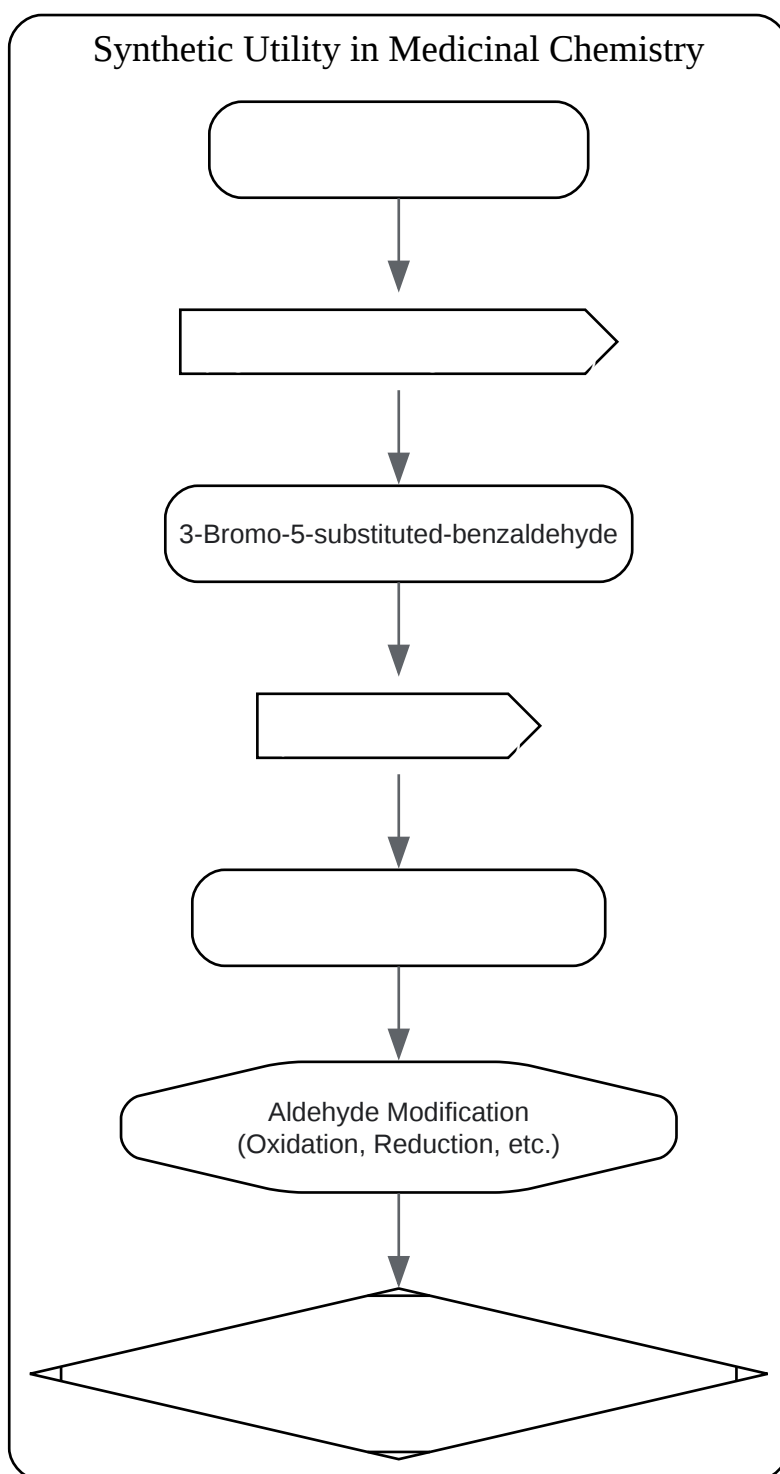 Synthetic Utility in Medicinal Chemistry
3-Bromo-5-substituted-benzaldehyde
Aldehyde Modification
(Oxidation, Reduction, etc.)